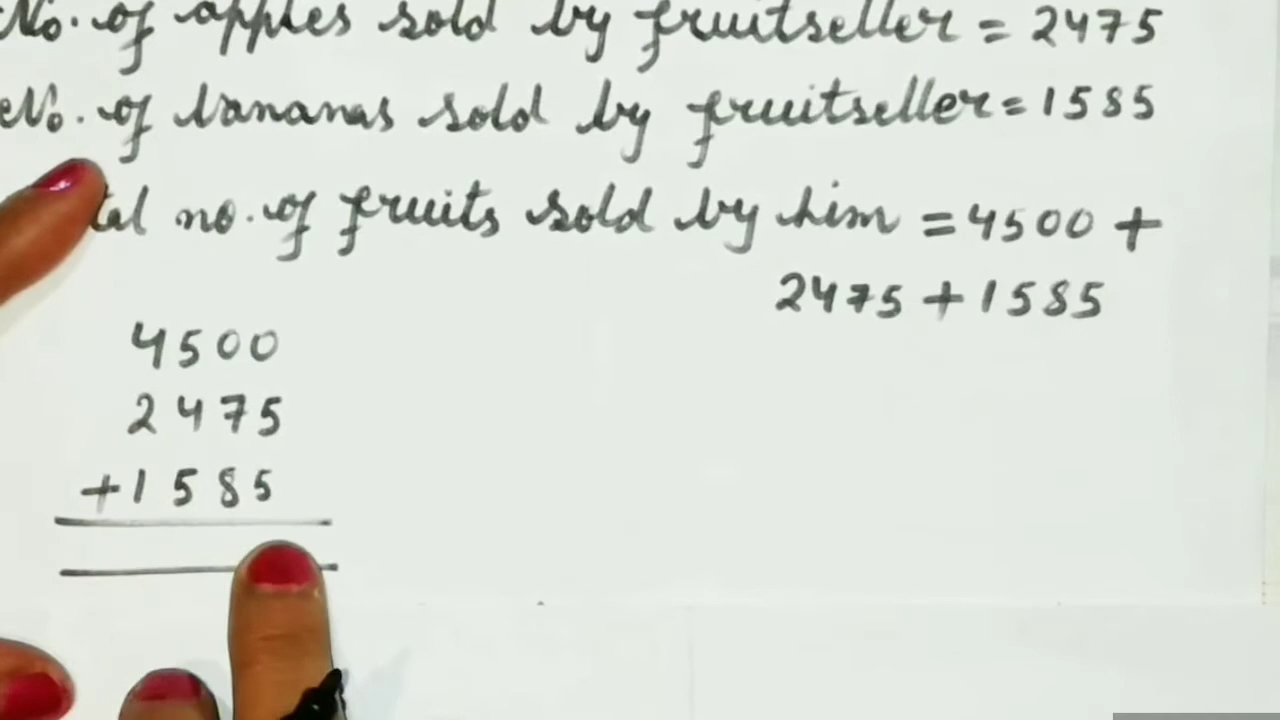 No. of apples sold by fruitseller = 2475
No. of bananas sold by fruitseller = 1585
tal no. of fruits sold by him = 4500 +
2475 + 1585
4500
2475
+1585